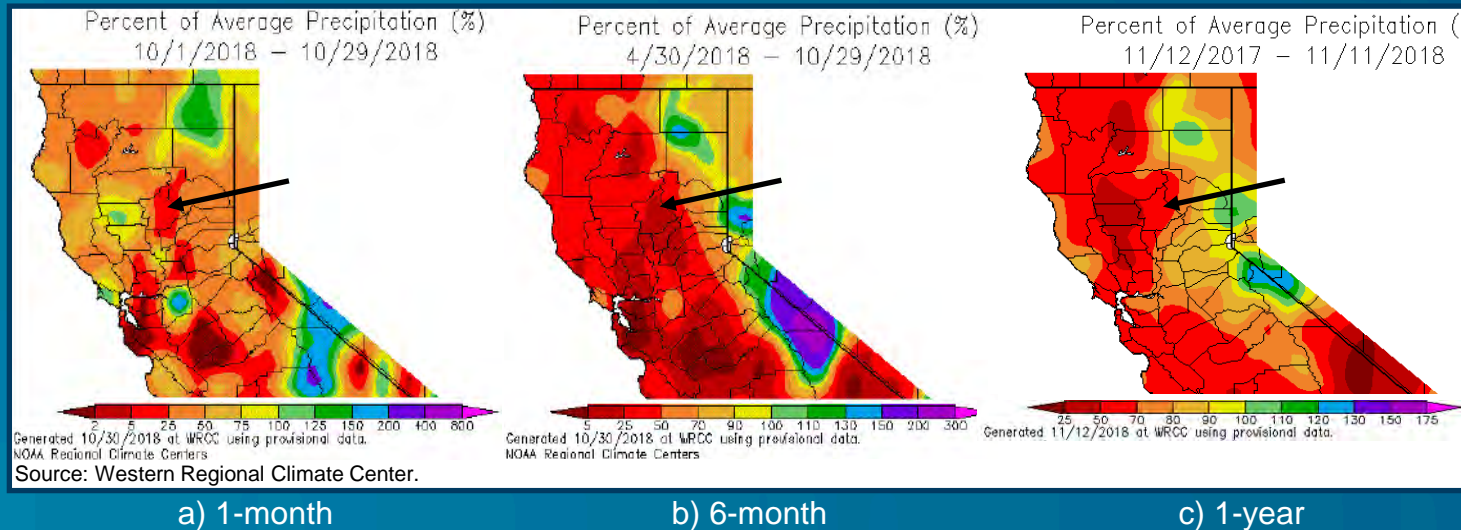 Percent of Average Precipitation (%)
10/1/2018 – 10/29/2018
2 5 25 50 75 100 125 150 200 400 800
Generated 10/30/2018 at WRCC using provisional data.
NOAA Regional Climate Centers
Source: Western Regional Climate Center.
a) 1-month
Percent of Average Precipitation (%)
4/30/2018 – 10/29/2018
5 25 50 70 90 100 110 130 150 200 300
Generated 10/30/2018 at WRCC using provisional data.
NOAA Regional Climate Centers
b) 6-month
Percent of Average Precipitation (
11/12/2017 – 11/11/2018
25 50 70 80 90 100 110 120 130 150 175
Generated 11/12/2018 at WRCC using provisional data.
c) 1-year